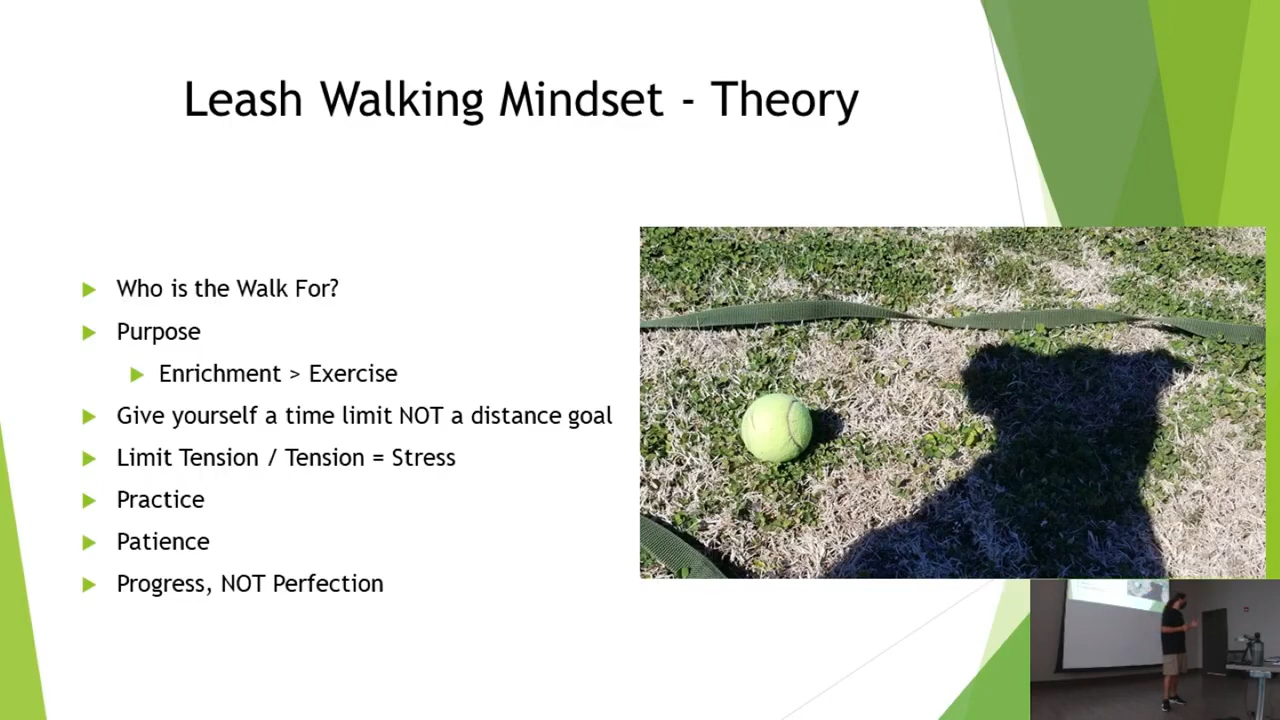 Leash Walking Mindset - Theory
Who is the Walk For?
Purpose
Enrichment > Exercise
Give yourself a time limit NOT a distance goal
Limit Tension / Tension = Stress
Practice
Patience
Progress, NOT Perfection